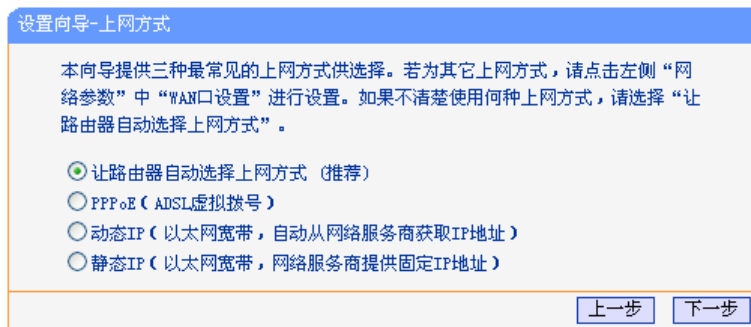 设置向导-上网方式
本向导提供三种最常见的上网方式供选择。若为其它上网方式，请点击左侧“网
络参数”中“WAN口设置”进行设置。如果不清楚使用何种上网方式，请选择“让
路由器自动选择上网方式”。
让路由器自动选择上网方式（推荐）
PPPoE（ADSL虚拟拨号）
动态IP（以太网宽带，自动从网络服务商获取IP地址）
静态IP（以太网宽带，网络服务商提供固定IP地址）
上一步 下一步